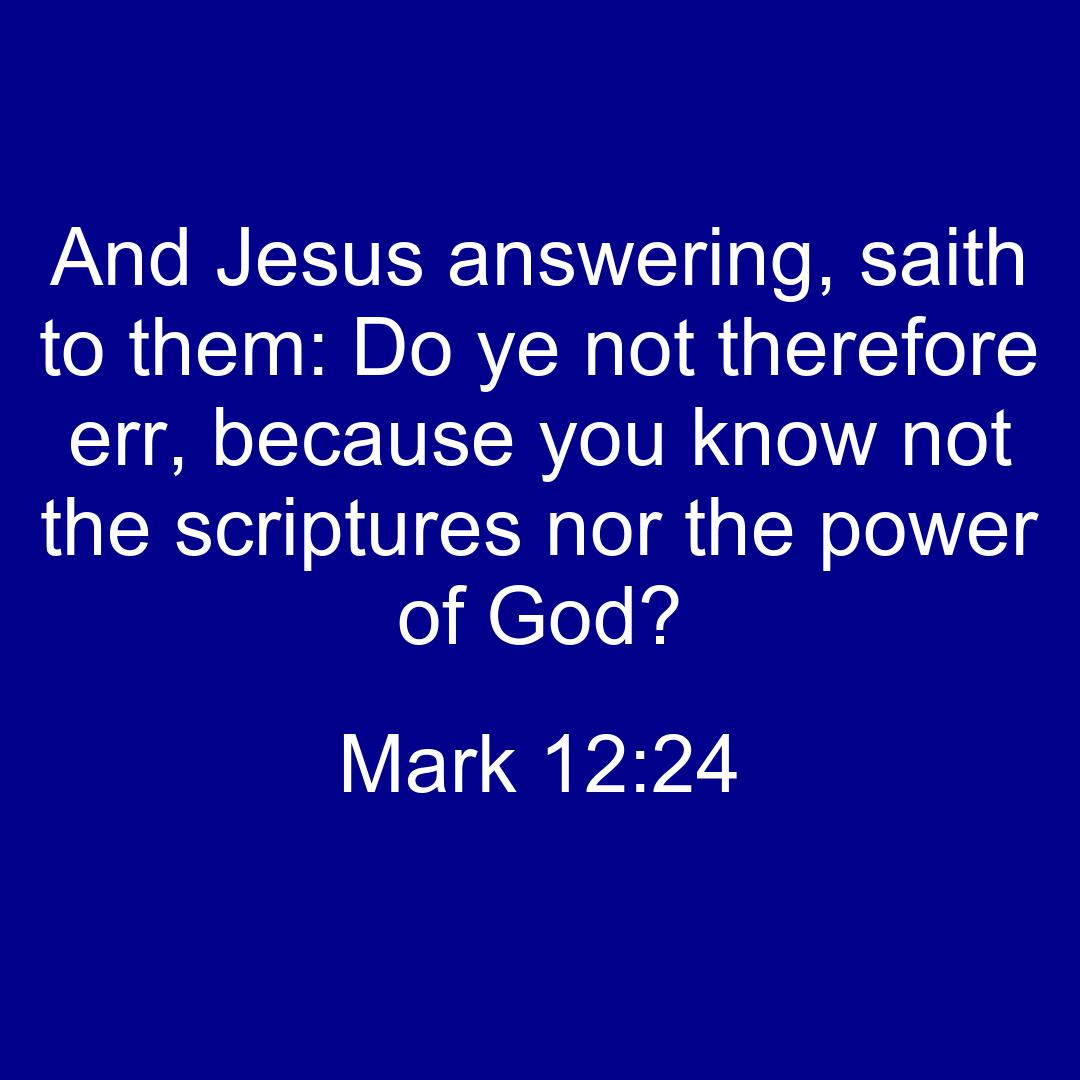 And Jesus answering, saith
to them: Do ye not therefore
err, because you know not
the scriptures nor the power
of God?
Mark 12:24